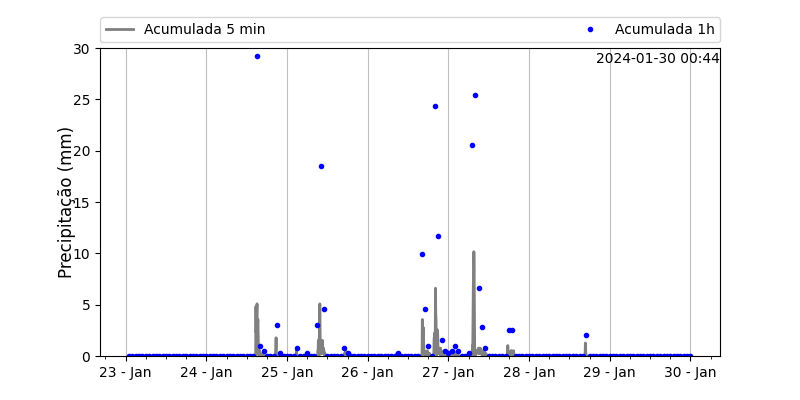 Acumulada 5 min
Acumulada 1h
2024-01-30 00:44
Precipitação (mm)
30
25
20
15
10
5
0
23 - Jan
24 - Jan
25 - Jan
26 - Jan
27 - Jan
28 - Jan
29 - Jan
30 - Jan